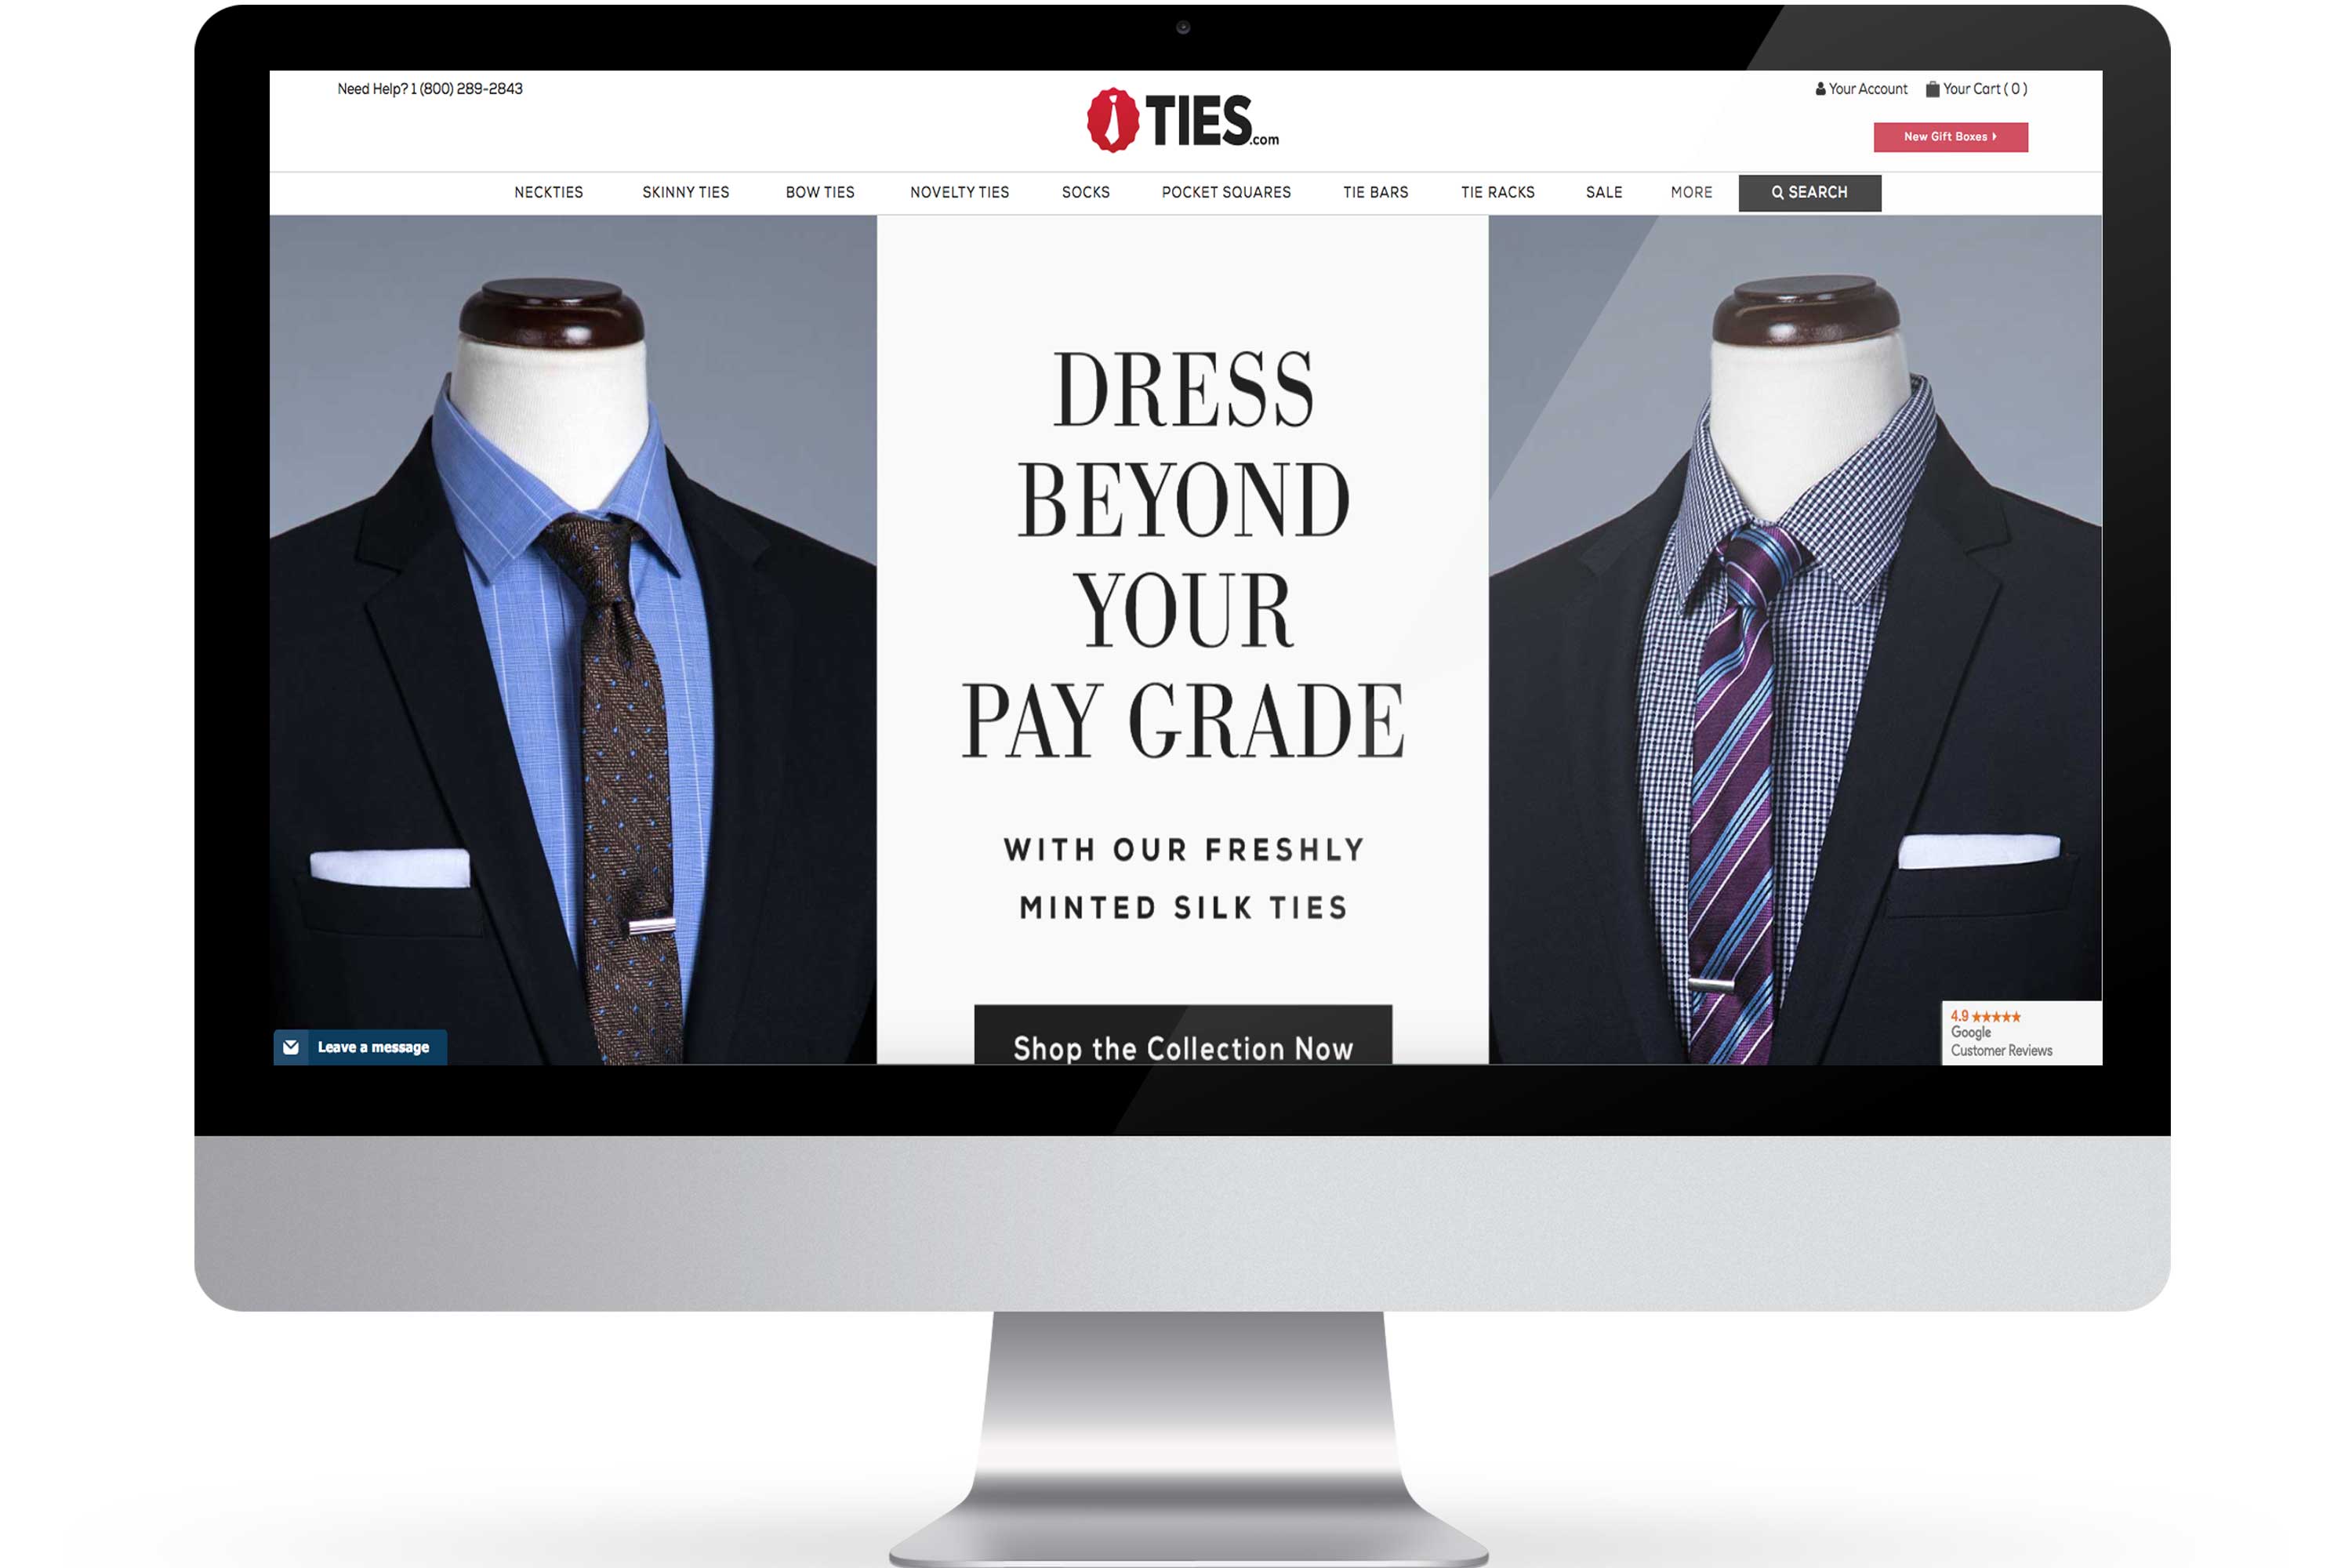 Need Help? 1 (800) 289-2843
TIES.com
Your Account
Your Cart ( 0 )
New Gift Boxes
NECKTIES
SKINNY TIES
BOW TIES
NOVELTY TIES
SOCKS
POCKET SQUARES
TIE BARS
TIE RACKS
SALE
MORE
SEARCH
DRESS
BEYOND
YOUR
PAY GRADE
WITH OUR FRESHLY
MINTED SILK TIES
Shop the Collection Now
Leave a message
4.9 ★★★★★
Google
Customer Reviews